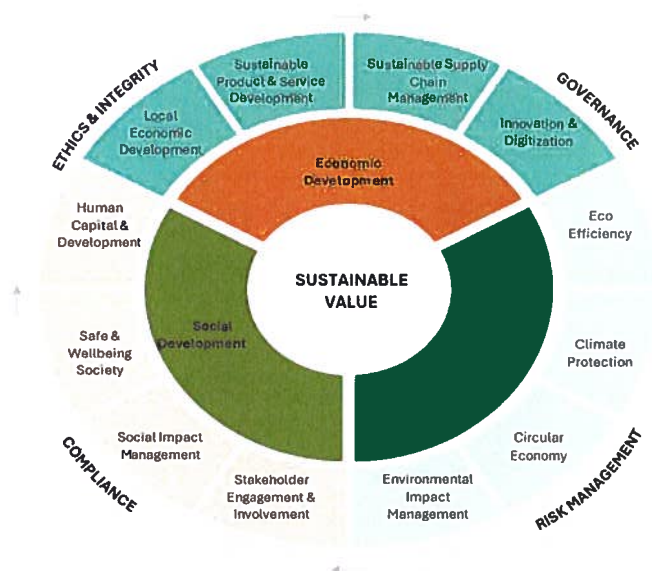 ETHICS & INTEGRITY
GOVERNANCE
Sustainable
Product & Service
Development
Sustainable Supply
Chain
Management
Local
Economic
Development
Innovation &
Digitization
Economic
Development
Human
Capital &
Development
Eco
Efficiency
SUSTAINABLE
VALUE
Social
Development
Safe &
Wellbeing
Society
Climate
Protection
Social Impact
Management
Circular
Economy
Stakeholder
Engagement &
Involvement
Environmental
Impact
Management
COMPLIANCE
RISK MANAGEMENT